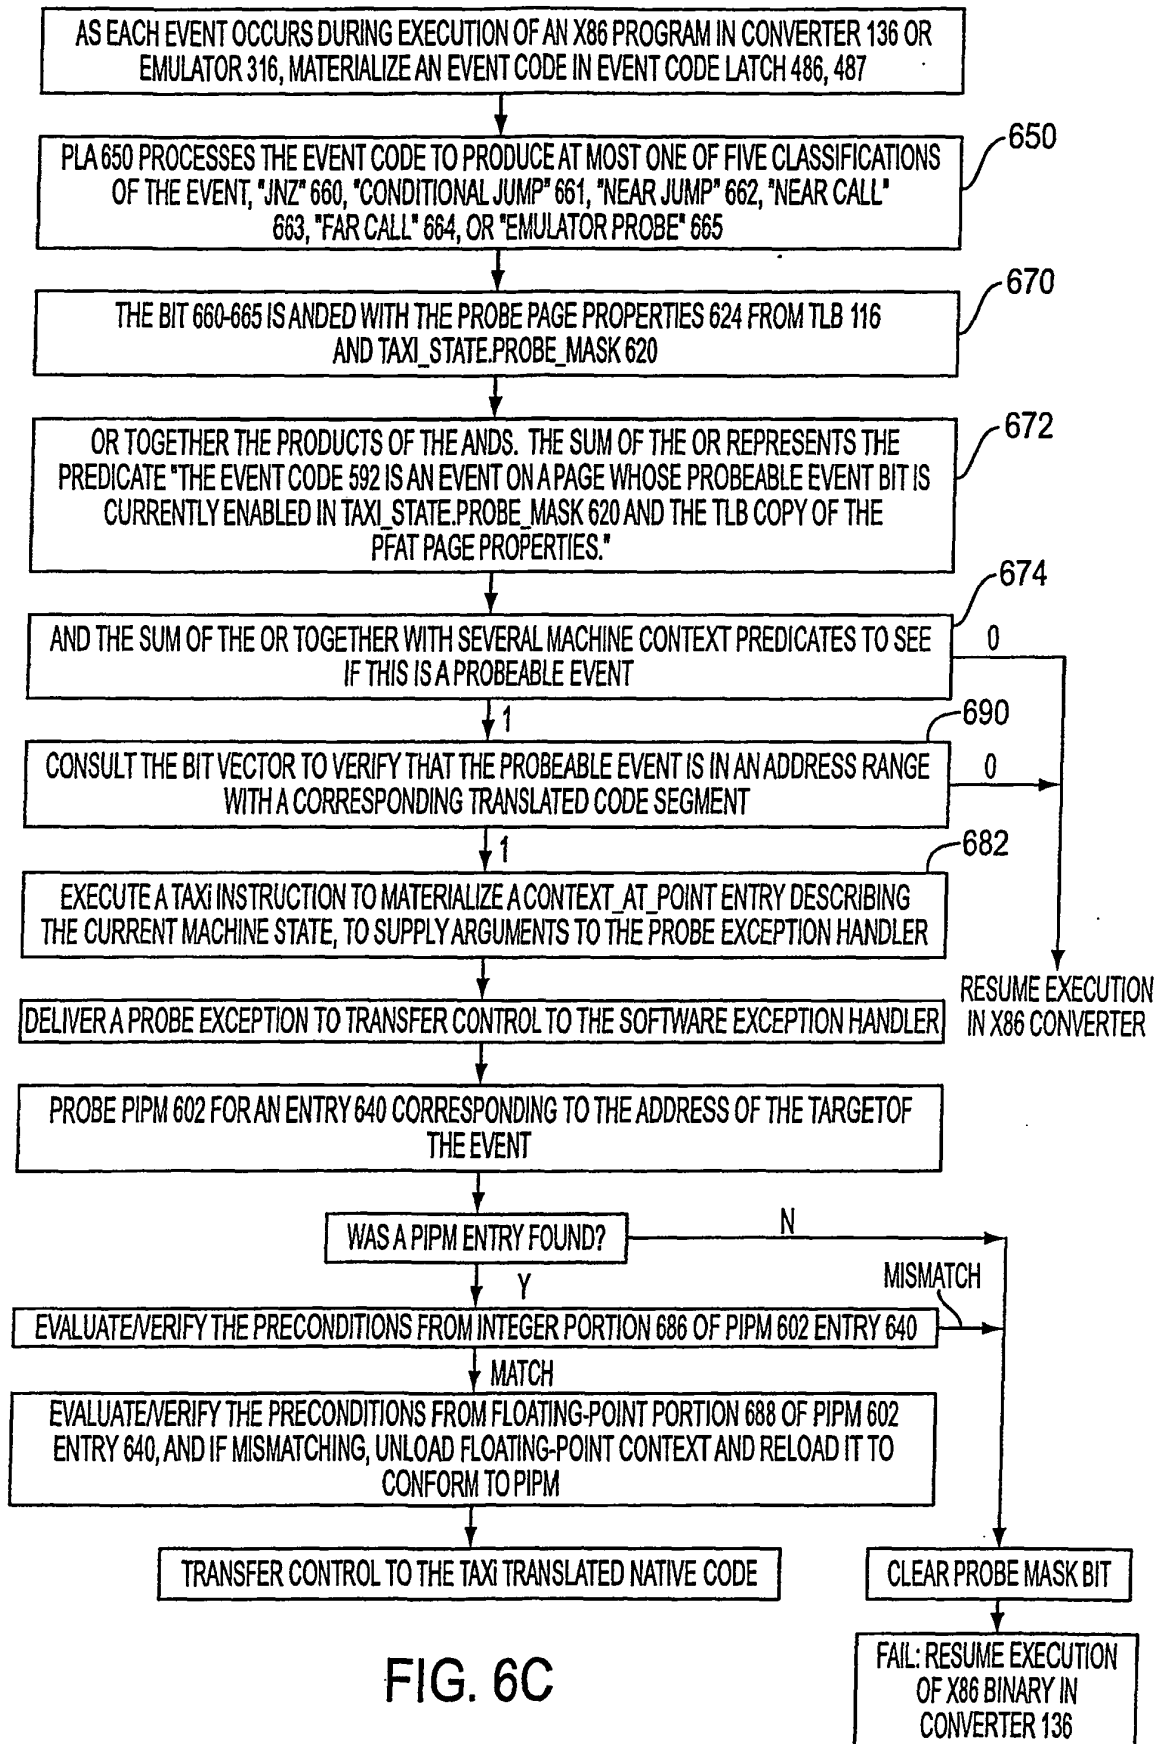 AS EACH EVENT OCCURS DURING EXECUTION OF AN X86 PROGRAM IN CONVERTER 136 OR
EMULATOR 316, MATERIALIZE AN EVENT CODE IN EVENT CODE LATCH 486, 487
650
PLA 650 PROCESSES THE EVENT CODE TO PRODUCE AT MOST ONE OF FIVE CLASSIFICATIONS
OF THE EVENT, "JNZ" 660, "CONDITIONAL JUMP" 661, "NEAR JUMP" 662, "NEAR CALL"
663, "FAR CALL" 664, OR "EMULATOR PROBE" 665
670
THE BIT 660-665 IS ANDED WITH THE PROBE PAGE PROPERTIES 624 FROM TLB 116
AND TAXI_STATE.PROBE_MASK 620
672
OR TOGETHER THE PRODUCTS OF THE ANDS. THE SUM OF THE OR REPRESENTS THE
PREDICATE "THE EVENT CODE 592 IS AN EVENT ON A PAGE WHOSE PROBEABLE EVENT BIT IS
CURRENTLY ENABLED IN TAXI_STATE.PROBE_MASK 620 AND THE TLB COPY OF THE
PFAT PAGE PROPERTIES."
674
AND THE SUM OF THE OR TOGETHER WITH SEVERAL MACHINE CONTEXT PREDICATES TO SEE
IF THIS IS A PROBEABLE EVENT
0
1
690
CONSULT THE BIT VECTOR TO VERIFY THAT THE PROBEABLE EVENT IS IN AN ADDRESS RANGE
WITH A CORRESPONDING TRANSLATED CODE SEGMENT
0
1
682
EXECUTE A TAXi INSTRUCTION TO MATERIALIZE A CONTEXT_AT_POINT ENTRY DESCRIBING
THE CURRENT MACHINE STATE, TO SUPPLY ARGUMENTS TO THE PROBE EXCEPTION HANDLER
RESUME EXECUTION
IN X86 CONVERTER
DELIVER A PROBE EXCEPTION TO TRANSFER CONTROL TO THE SOFTWARE EXCEPTION HANDLER
PROBE PIPM 602 FOR AN ENTRY 640 CORRESPONDING TO THE ADDRESS OF THE TARGETOF
THE EVENT
WAS A PIPM ENTRY FOUND?
N
Y
MISMATCH
EVALUATE/VERIFY THE PRECONDITIONS FROM INTEGER PORTION 686 OF PIPM 602 ENTRY 640
MATCH
EVALUATE/VERIFY THE PRECONDITIONS FROM FLOATING-POINT PORTION 688 OF PIPM 602
ENTRY 640, AND IF MISMATCHING, UNLOAD FLOATING-POINT CONTEXT AND RELOAD IT TO
CONFORM TO PIPM
TRANSFER CONTROL TO THE TAXi TRANSLATED NATIVE CODE
CLEAR PROBE MASK BIT
FAIL: RESUME EXECUTION
OF X86 BINARY IN
CONVERTER 136
FIG. 6C